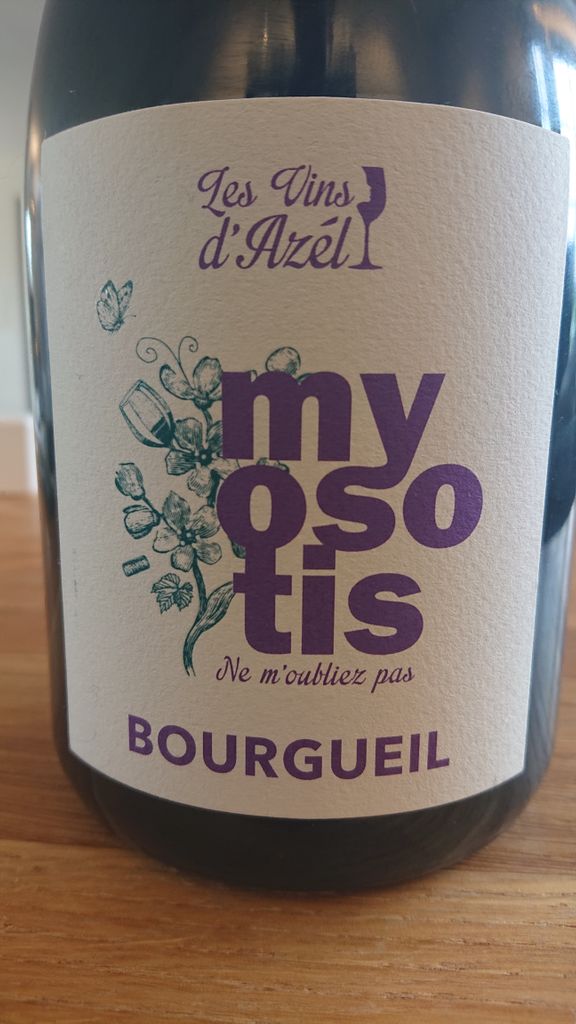 Les Vins
d'Azél
my
oso
tis
Ne m'oubliez pas
BOURGUEIL